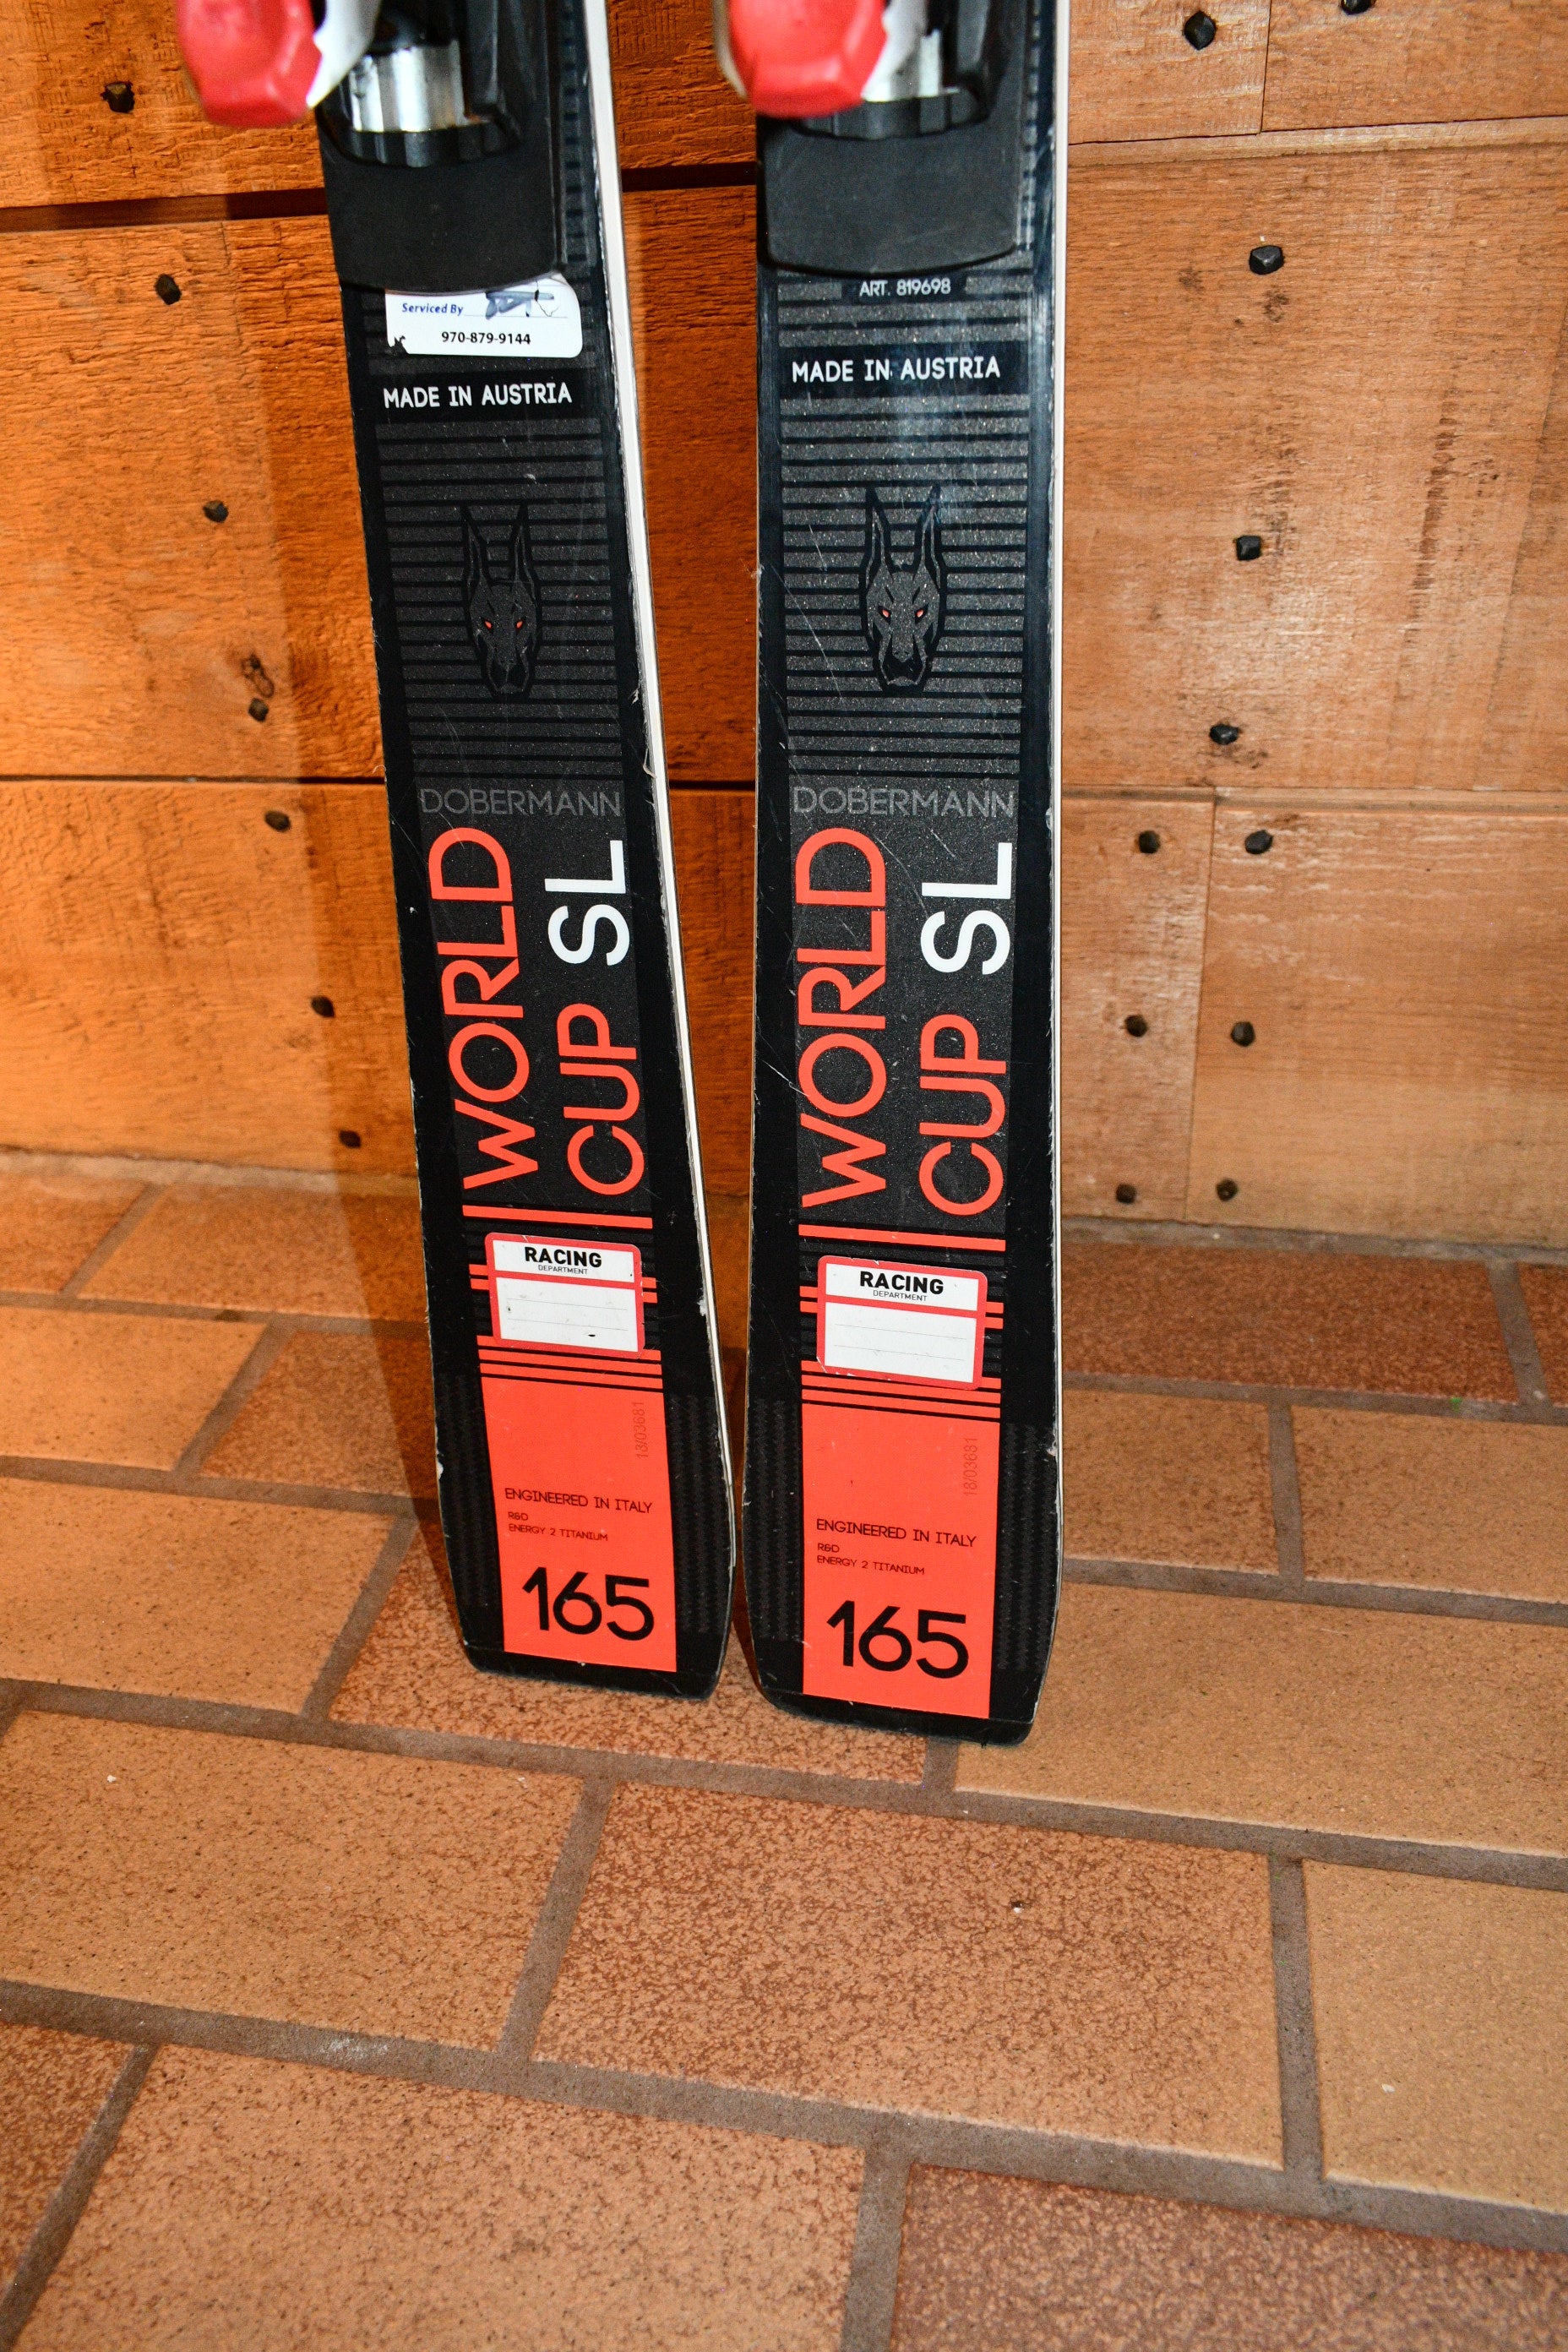 Serviced By
970-879-9144
MADE IN AUSTRIA
DOBERMANN
WORLD
CUP SL
RACING
DEPARTMENT
13/03681
ENGINEERED IN ITALY
R&D
ENERGY 2 TITANIUM
165
ART. 819698
MADE IN AUSTRIA
DOBERMANN
WORLD
CUP SL
RACING
DEPARTMENT
18/03681
ENGINEERED IN ITALY
R&D
ENERGY 2 TITANIUM
165